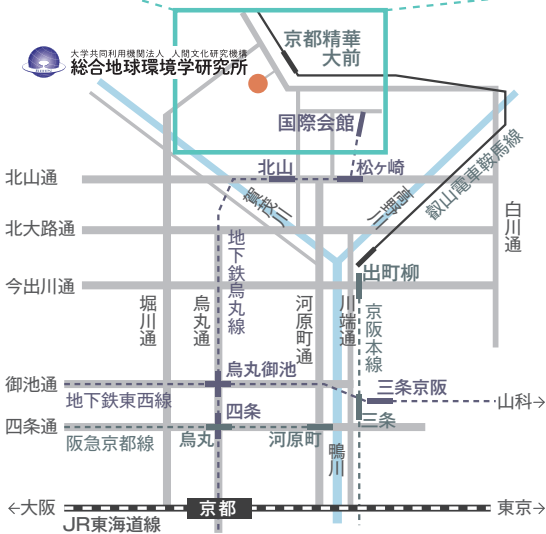 京都精華
大前
大学共同利用機関法人 人間文化研究機構
総合地球環境学研究所
国際会館
北山
松ヶ崎
北山通
賀茂川
高野川
叡山電車鞍馬線
白川通
北大路通
地下鉄烏丸線
出町柳
今出川通
堀川通
烏丸通
河原町通
川端通
京阪本線
烏丸御池
御池通
三条京阪
地下鉄東西線
山科→
四条
四条通
三条
阪急京都線
烏丸
河原町
鴨川
←大阪
京都
東京→
JR東海道線